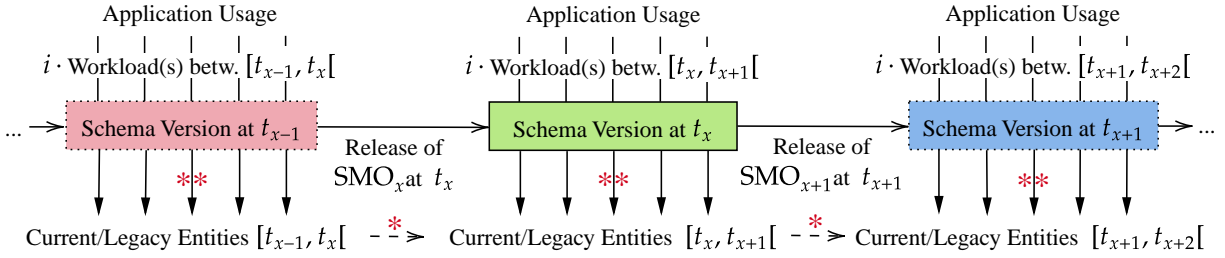 Application Usage
i · Workload(s) betw. [t_{x−1}, t_x[
Schema Version at t_{x−1}
**
Current/Legacy Entities [t_{x−1}, t_x[
...
Release of
SMO_x at t_x
*
Application Usage
i · Workload(s) betw. [t_x, t_{x+1}[
Schema Version at t_x
**
Current/Legacy Entities [t_x, t_{x+1}[
Release of
SMO_{x+1} at t_{x+1}
*
Application Usage
i · Workload(s) betw. [t_{x+1}, t_{x+2}[
Schema Version at t_{x+1}
**
Current/Legacy Entities [t_{x+1}, t_{x+2}[
...